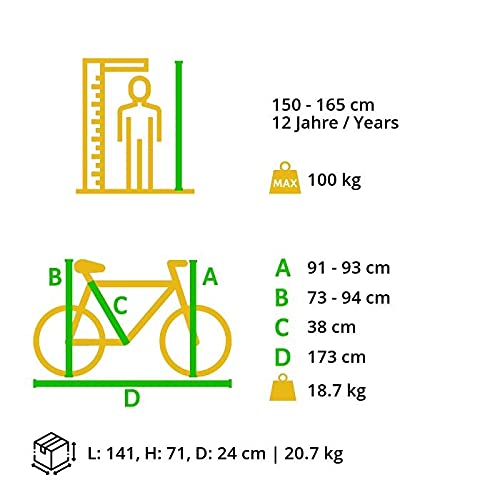 150 - 165 cm
12 Jahre / Years
MAX 100 kg
B A
C
D
A 91 - 93 cm
B 73 - 94 cm
C 38 cm
D 173 cm
18.7 kg
L: 141, H: 71, D: 24 cm | 20.7 kg